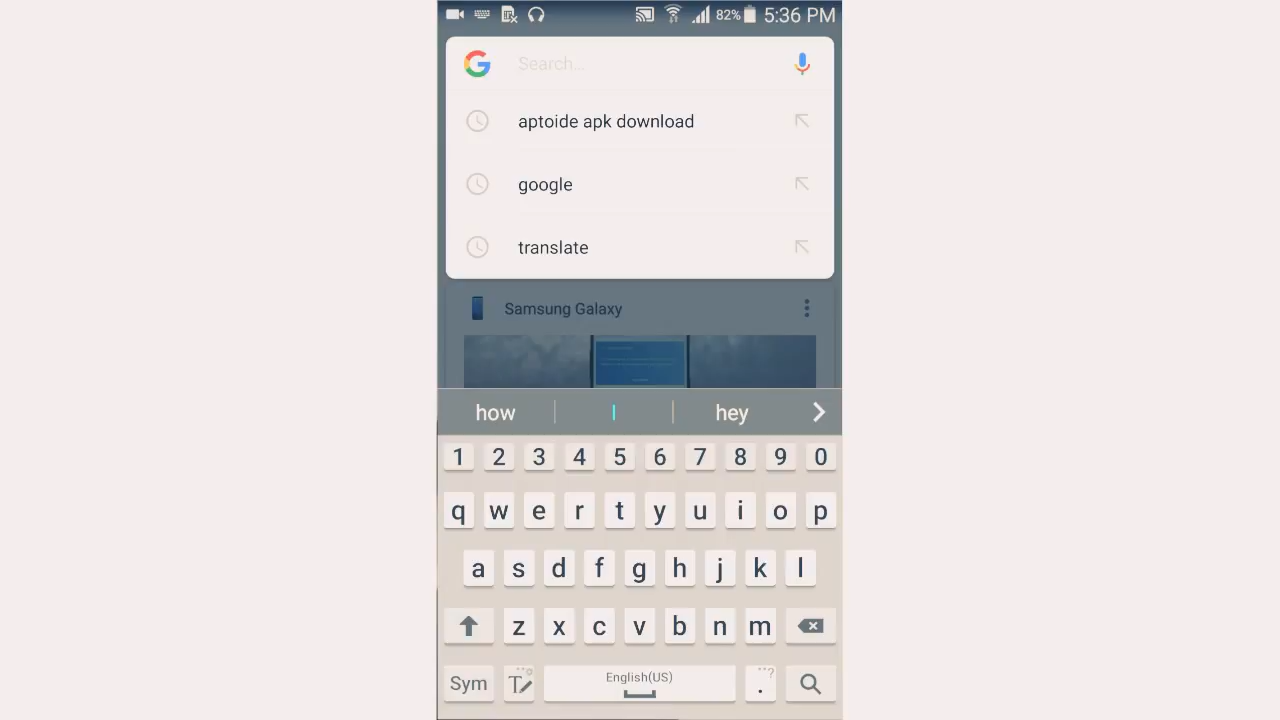 82% 5:36 PM
Search...
aptoide apk download
google
translate
Samsung Galaxy
how I hey
1 2 3 4 5 6 7 8 9 0
q w e r t y u i o p
a s d f g h j k l
z x c v b n m
Sym T English(US) . ?